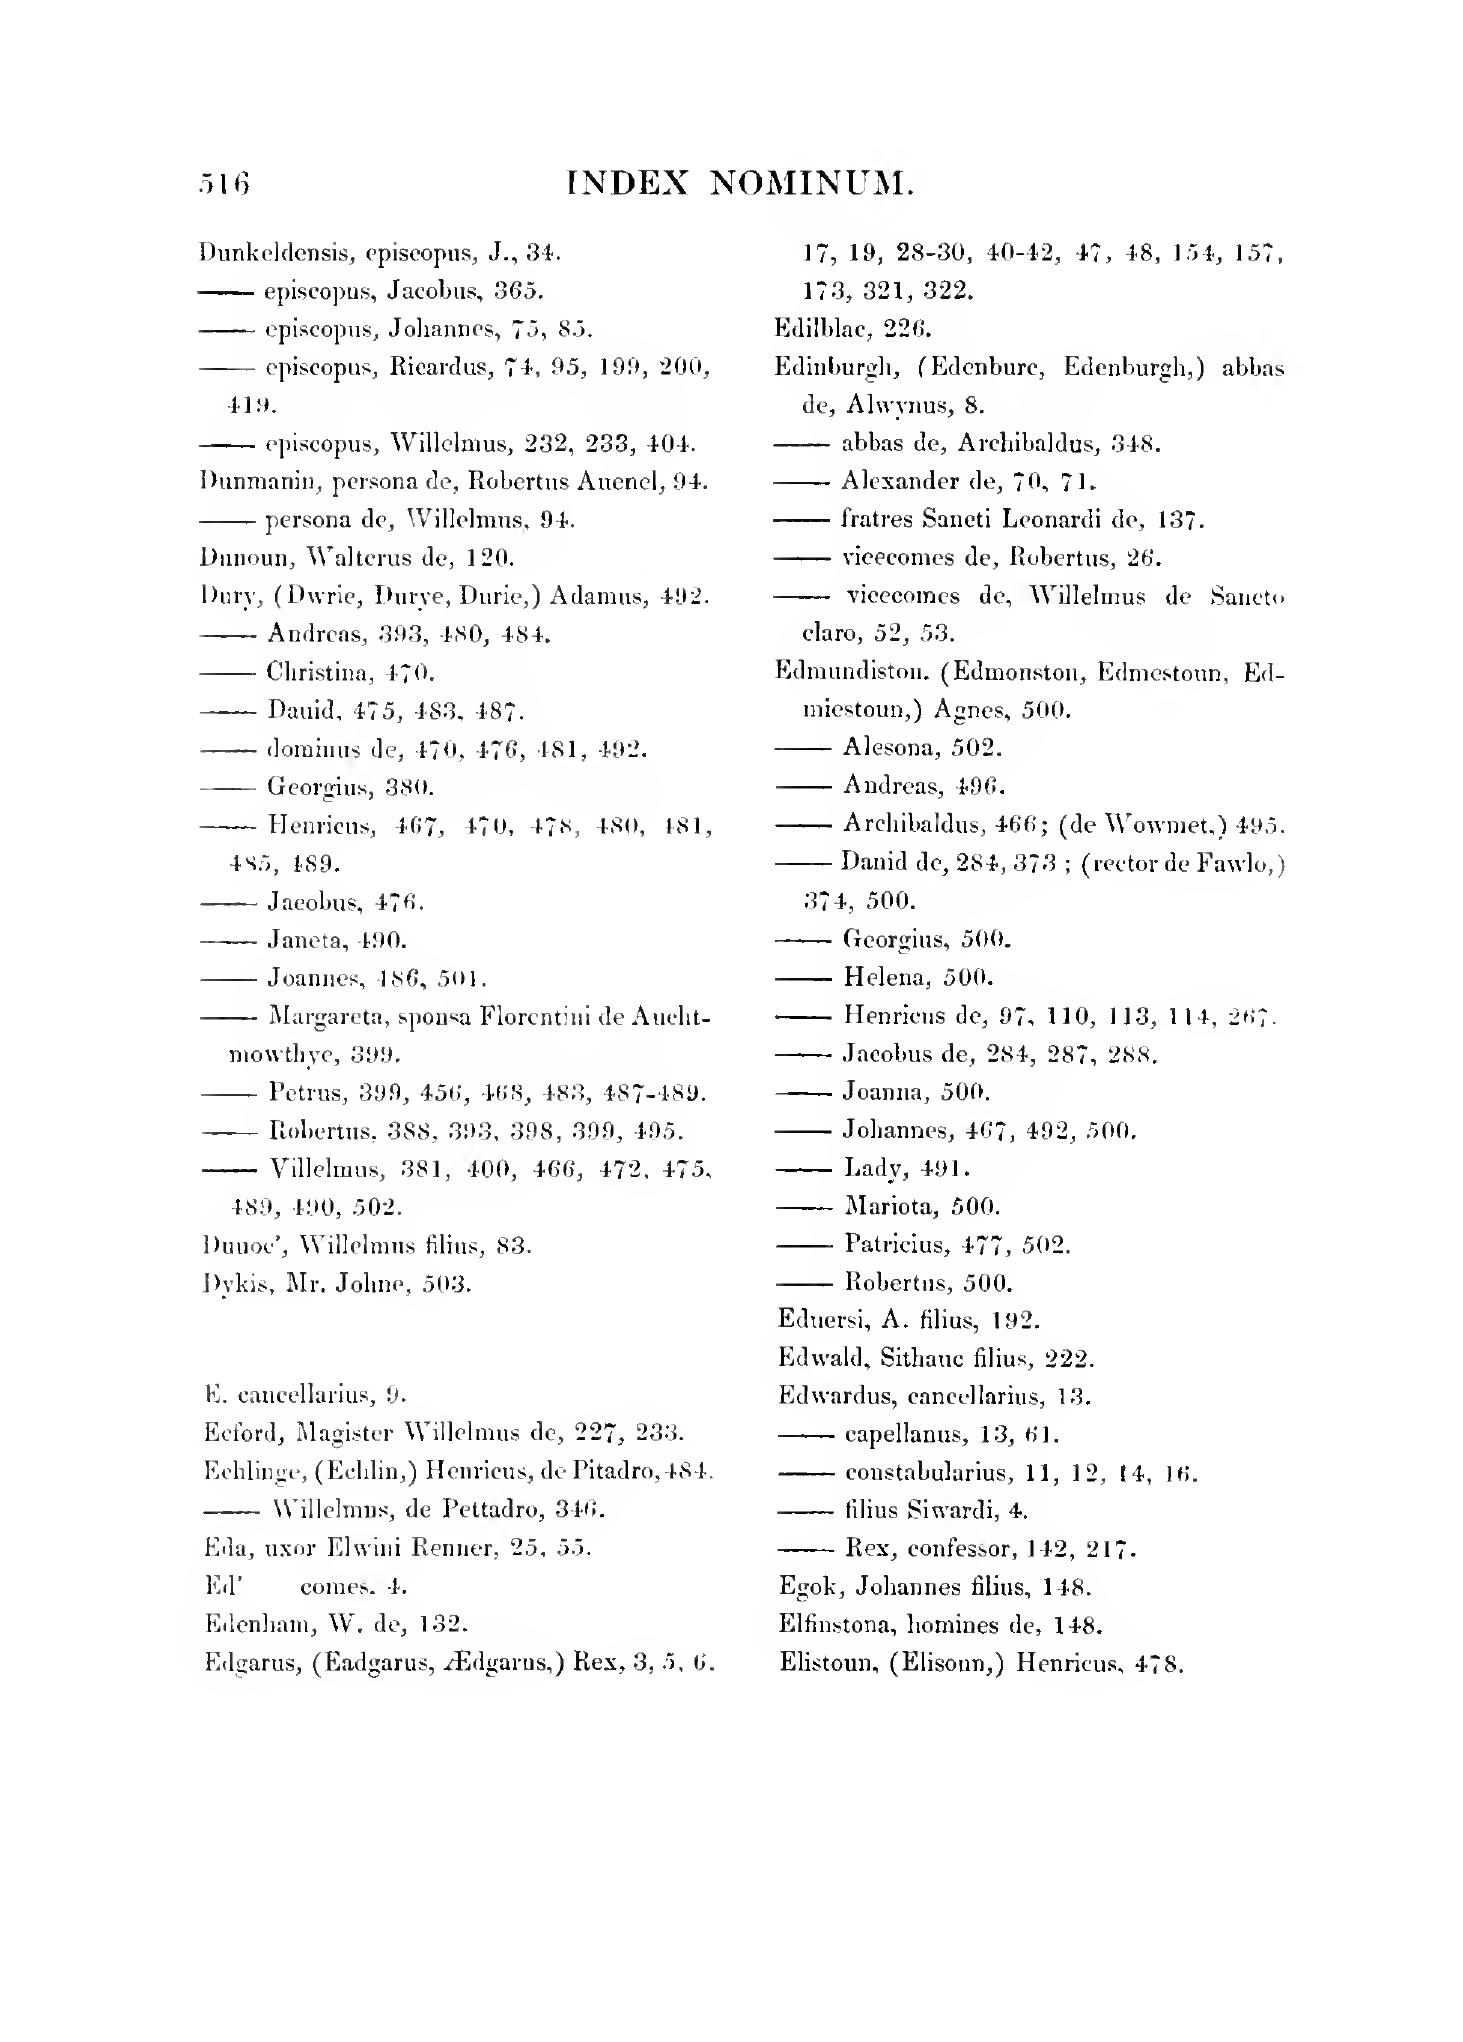 516
INDEX NOMINUM.
Dunkeldensis, episcopus, J., 34.
—— episcopus, Jacobus, 365.
—— episcopus, Johannes, 75, 85.
—— episcopus, Ricardus, 74, 95, 199, 200,
419.
—— episcopus, Willelmus, 232, 233, 404.
Dunmanin, persona de, Robertus Auenel, 94.
—— persona de, Willelmus, 94.
Dunoun, Walterus de, 120.
Dury, (Dwrie, Durye, Durie,) Adamus, 492.
—— Andreas, 393, 480, 484.
—— Christina, 470.
—— Dauid, 475, 483, 487.
—— dominus de, 470, 476, 481, 492.
—— Georgius, 380.
—— Henricus, 467, 470, 478, 480, 481,
485, 489.
—— Jacobus, 476.
—— Janeta, 490.
—— Joannes, 486, 501.
—— Margareta, sponsa Florentini de Aucht-
mowthye, 399.
—— Petrus, 399, 456, 468, 483, 487-489.
—— Robertus, 388, 393, 398, 399, 495.
—— Villelmus, 381, 400, 466, 472, 475,
489, 490, 502.
Duuoc', Willelmus filius, 83.
Dykis, Mr. Johne, 503.
E. cancellarius, 9.
Ecford, Magister Willelmus de, 227, 233.
Echlinge, (Echlin,) Henricus, de Pitadro, 484.
—— Willelmus, de Pettadro, 346.
Eda, uxor Elwini Renner, 25, 55.
Ed' comes. 4.
Edenham, W. de, 132.
Edgarus, (Eadgarus, Ædgarus,) Rex, 3, 5, 6.
17, 19, 28-30, 40-42, 47, 48, 154, 157,
173, 321, 322.
Edilblac, 226.
Edinburgh, (Edenburc, Edenburgh,) abbas
de, Alwynus, 8.
—— abbas de, Archibaldus, 348.
—— Alexander de, 70, 71.
—— fratres Sancti Leonardi de, 137.
—— vicecomes de, Robertus, 26.
—— vicecomes de, Willelmus de Sancto
claro, 52, 53.
Edmundiston. (Edmonston, Edmestoun, Ed-
miestoun,) Agnes, 500.
—— Alesona, 502.
—— Andreas, 496.
—— Archibaldus, 466; (de Wowmet,) 495.
—— Dauid de, 284, 373 ; (rector de Fawlo,)
374, 500.
—— Georgius, 500.
—— Helena, 500.
—— Henricus de, 97, 110, 113, 114, 267.
—— Jacobus de, 284, 287, 288.
—— Joanna, 500.
—— Johannes, 467, 492, 500.
—— Lady, 491.
—— Mariota, 500.
—— Patricius, 477, 502.
—— Robertus, 500.
Eduersi, A. filius, 192.
Edwald, Sithauc filius, 222.
Edwardus, cancellarius, 13.
—— capellanus, 13, 61.
—— constabularius, 11, 12, 14, 16.
—— filius Siwardi, 4.
—— Rex, confessor, 142, 217.
Egok, Johannes filius, 148.
Elfinstona, homines de, 148.
Elistoun, (Elisoun,) Henricus, 478.